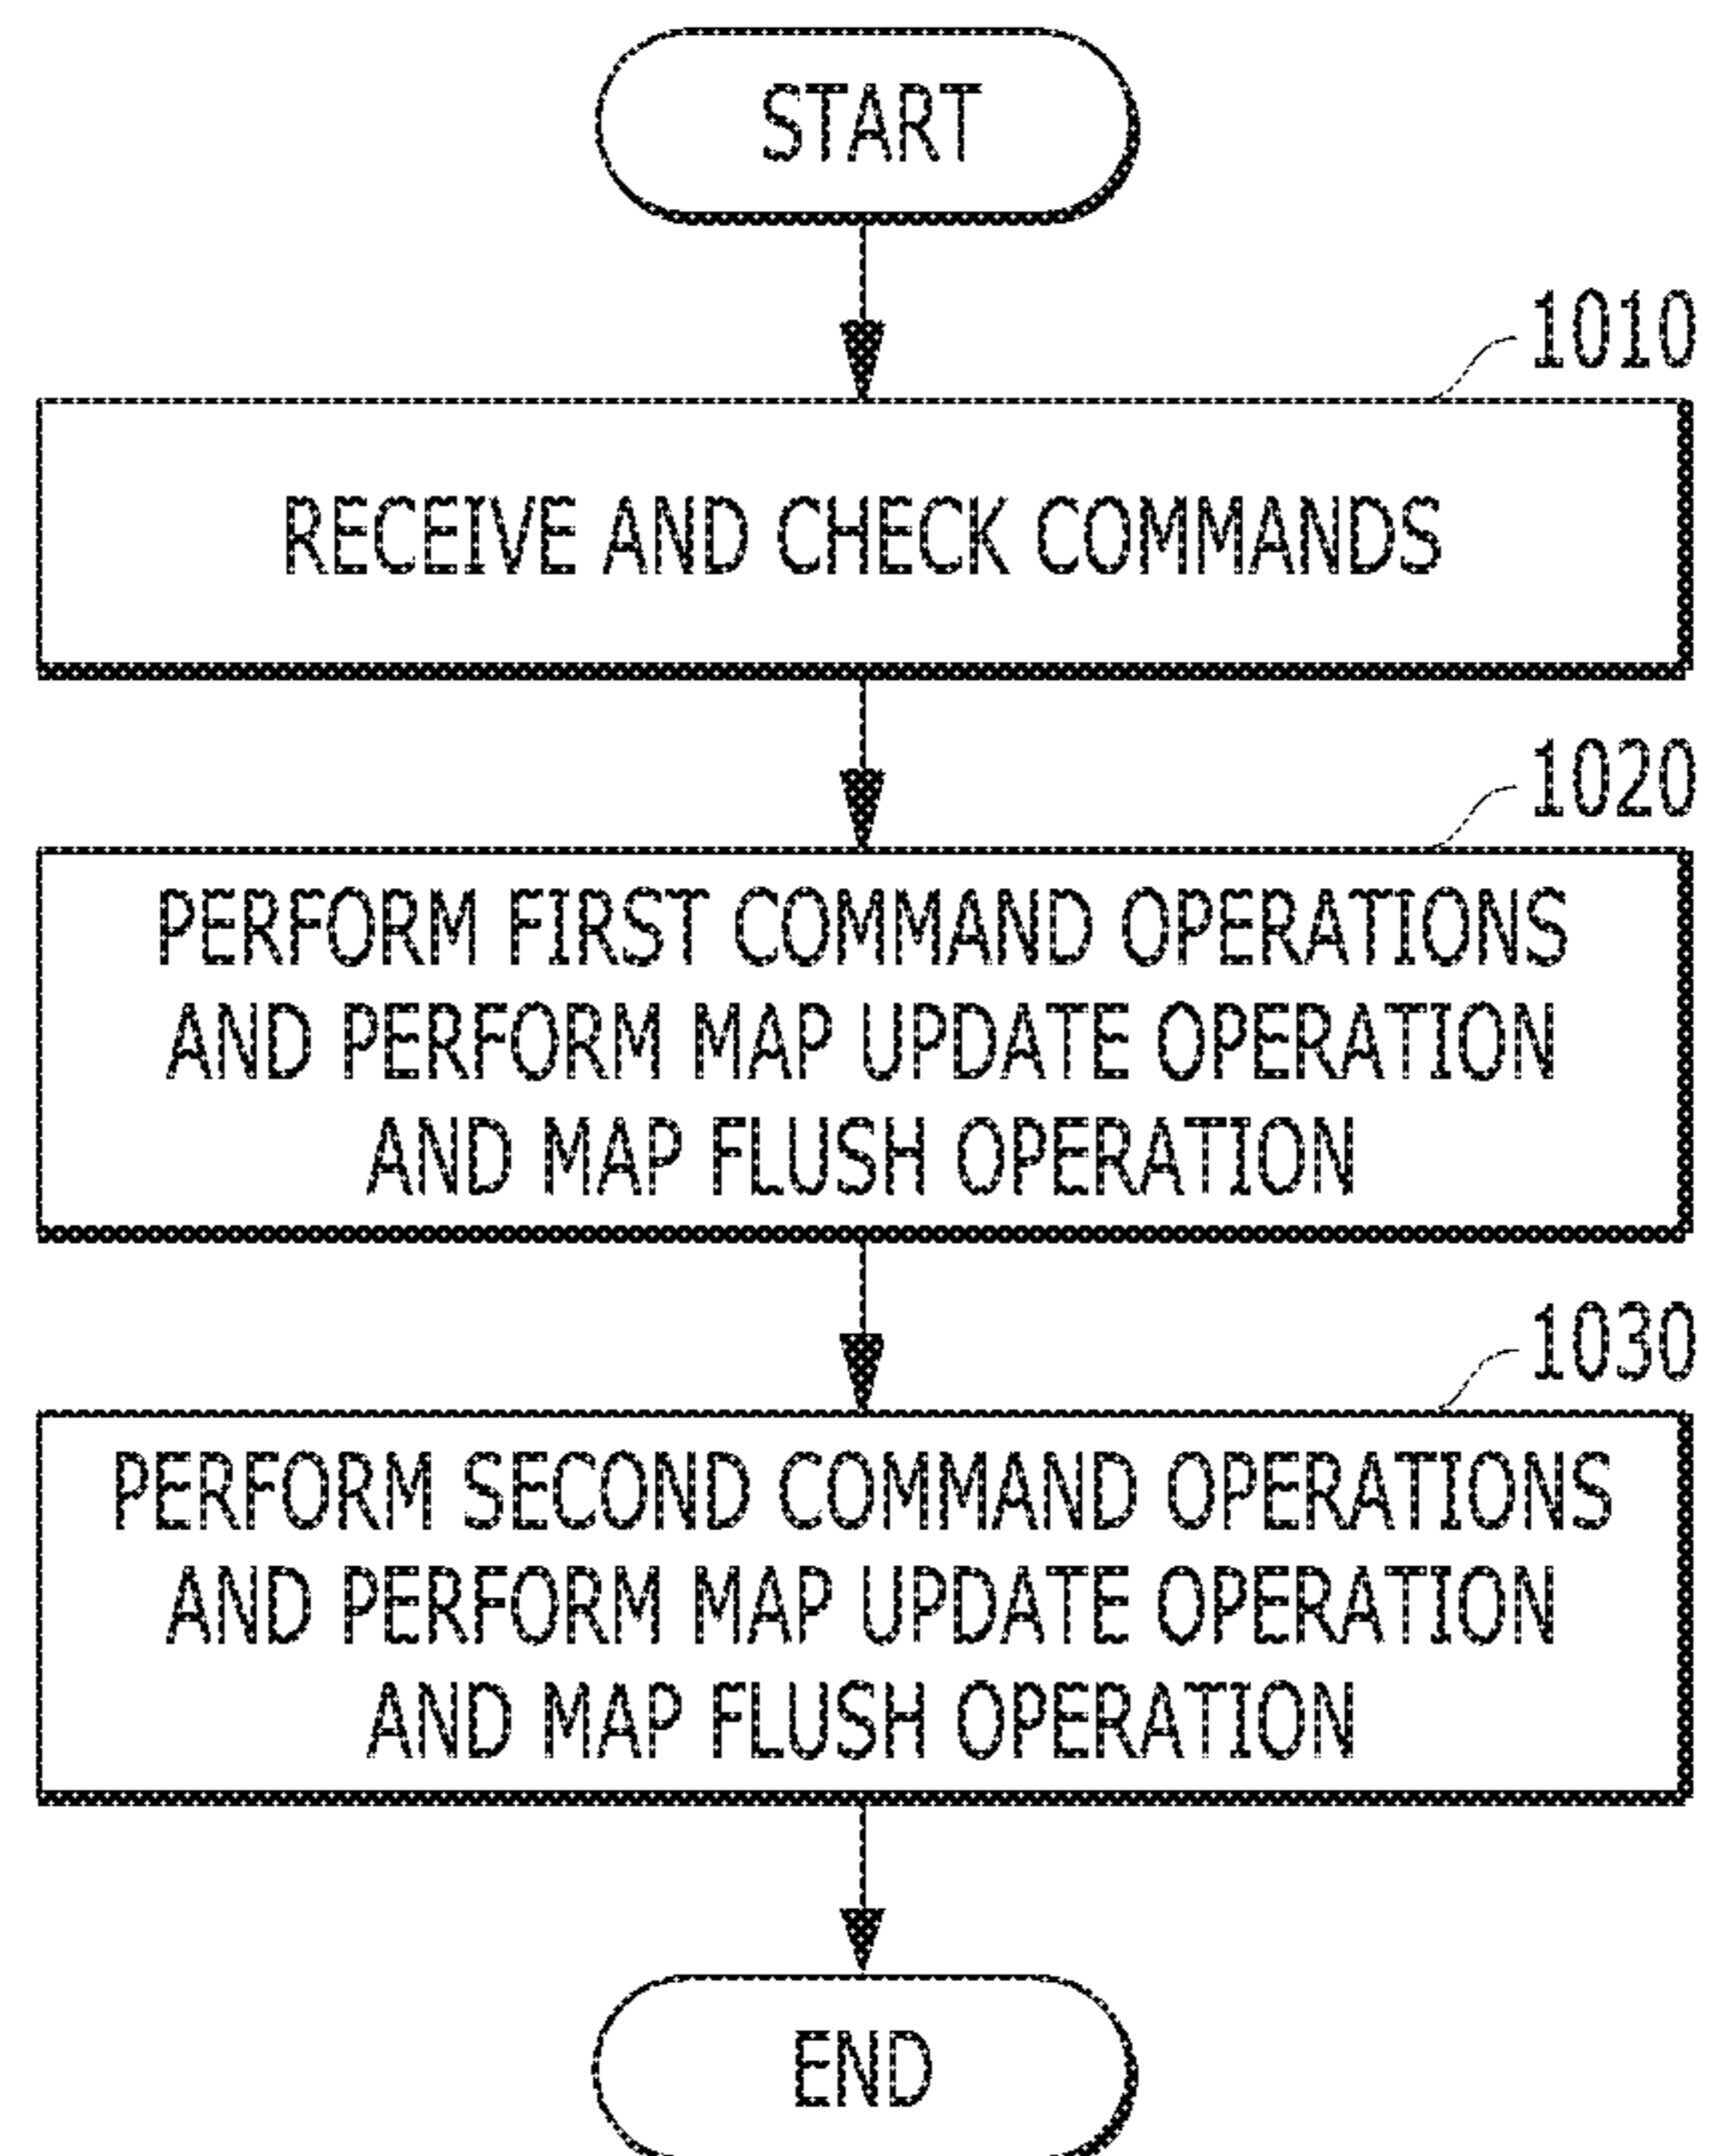 START
1010
RECEIVE AND CHECK COMMANDS
1020
PERFORM FIRST COMMAND OPERATIONS
AND PERFORM MAP UPDATE OPERATION
AND MAP FLUSH OPERATION
1030
PERFORM SECOND COMMAND OPERATIONS
AND PERFORM MAP UPDATE OPERATION
AND MAP FLUSH OPERATION
END